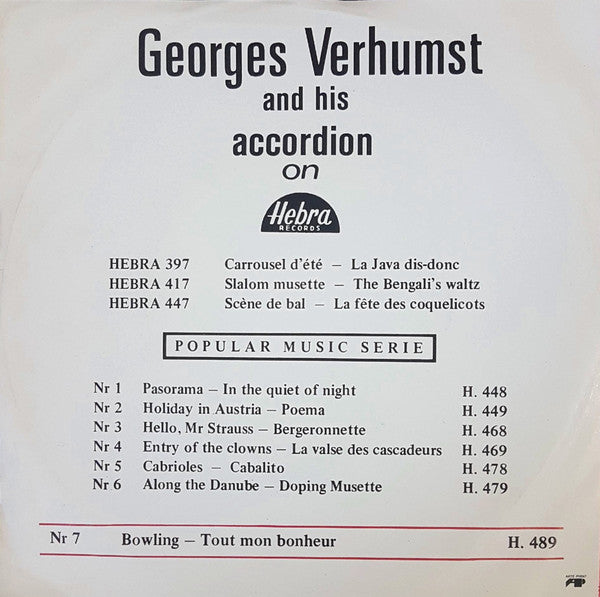 Georges Verhumst
and his
accordion
on
Hebra
RECORDS
HEBRA 397 Carrousel d'été – La Java dis-donc
HEBRA 417 Slalom musette – The Bengali's waltz
HEBRA 447 Scène de bal – La fête des coquelicots
POPULAR MUSIC SERIE
Nr 1 Pasorama – In the quiet of night H. 448
Nr 2 Holiday in Austria – Poema H. 449
Nr 3 Hello, Mr Strauss – Bergeronnette H. 468
Nr 4 Entry of the clowns – La valse des cascadeurs H. 469
Nr 5 Cabrioles – Cabalito H. 478
Nr 6 Along the Danube – Doping Musette H. 479
Nr 7 Bowling – Tout mon bonheur H. 489